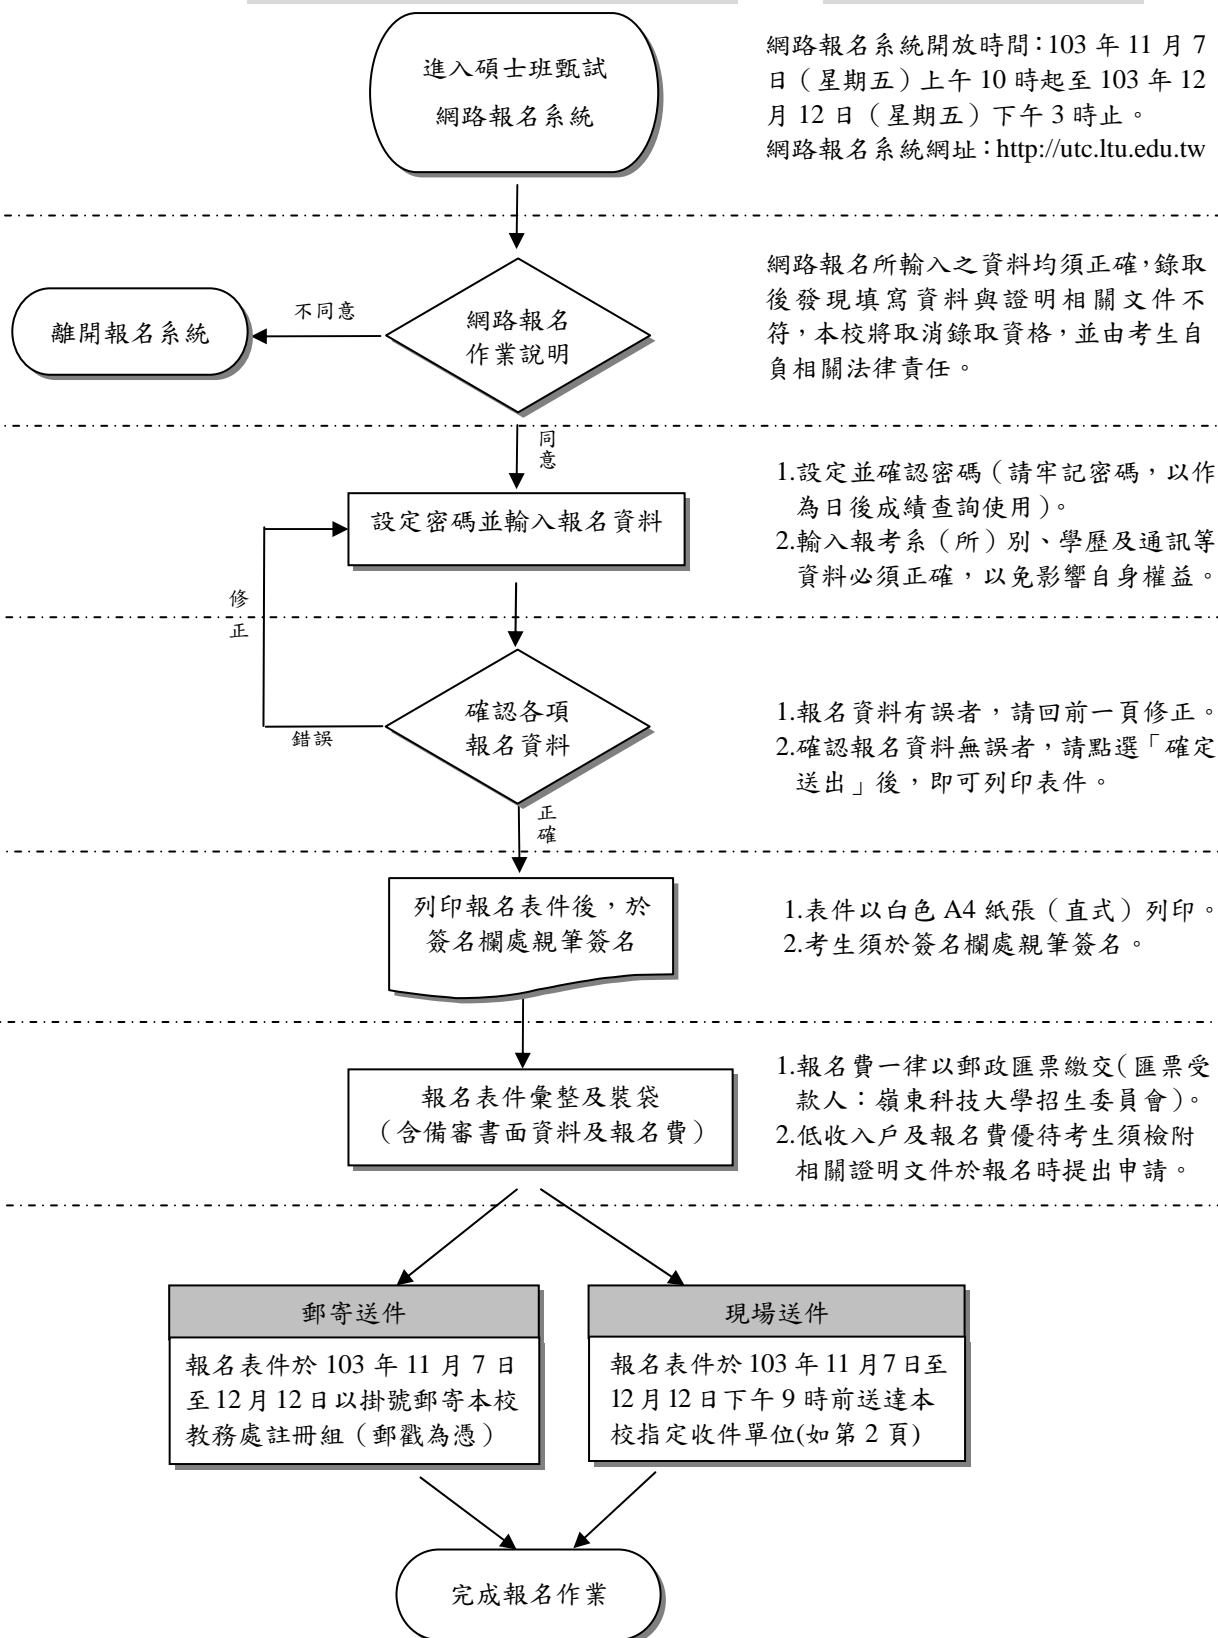 進入碩士班甄試
網路報名系統
網路報名系統開放時間：103 年 11 月 7
日（星期五）上午 10 時起至 103 年 12
月 12 日（星期五）下午 3 時止。
網路報名系統網址：http://utc.ltu.edu.tw
離開報名系統
不同意
網路報名
作業說明
網路報名所輸入之資料均須正確，錄取
後發現填寫資料與證明相關文件不
符，本校將取消錄取資格，並由考生自
負相關法律責任。
同
意
設定密碼並輸入報名資料
1.設定並確認密碼（請牢記密碼，以作
為日後成績查詢使用）。
2.輸入報考系（所）別、學歷及通訊等
資料必須正確，以免影響自身權益。
修
正
錯誤
確認各項
報名資料
1.報名資料有誤者，請回前一頁修正。
2.確認報名資料無誤者，請點選「確定
送出」後，即可列印表件。
正
確
列印報名表件後，於
簽名欄處親筆簽名
1.表件以白色 A4 紙張（直式）列印。
2.考生須於簽名欄處親筆簽名。
報名表件彙整及裝袋
（含備審書面資料及報名費）
1.報名費一律以郵政匯票繳交（匯票受
款人：嶺東科技大學招生委員會）。
2.低收入戶及報名費優待考生須檢附
相關證明文件於報名時提出申請。
郵寄送件
報名表件於 103 年 11 月 7 日
至 12 月 12 日以掛號郵寄本校
教務處註冊組（郵戳為憑）
現場送件
報名表件於 103 年 11 月 7 日至
12 月 12 日下午 9 時前送達本
校指定收件單位(如第 2 頁)
完成報名作業